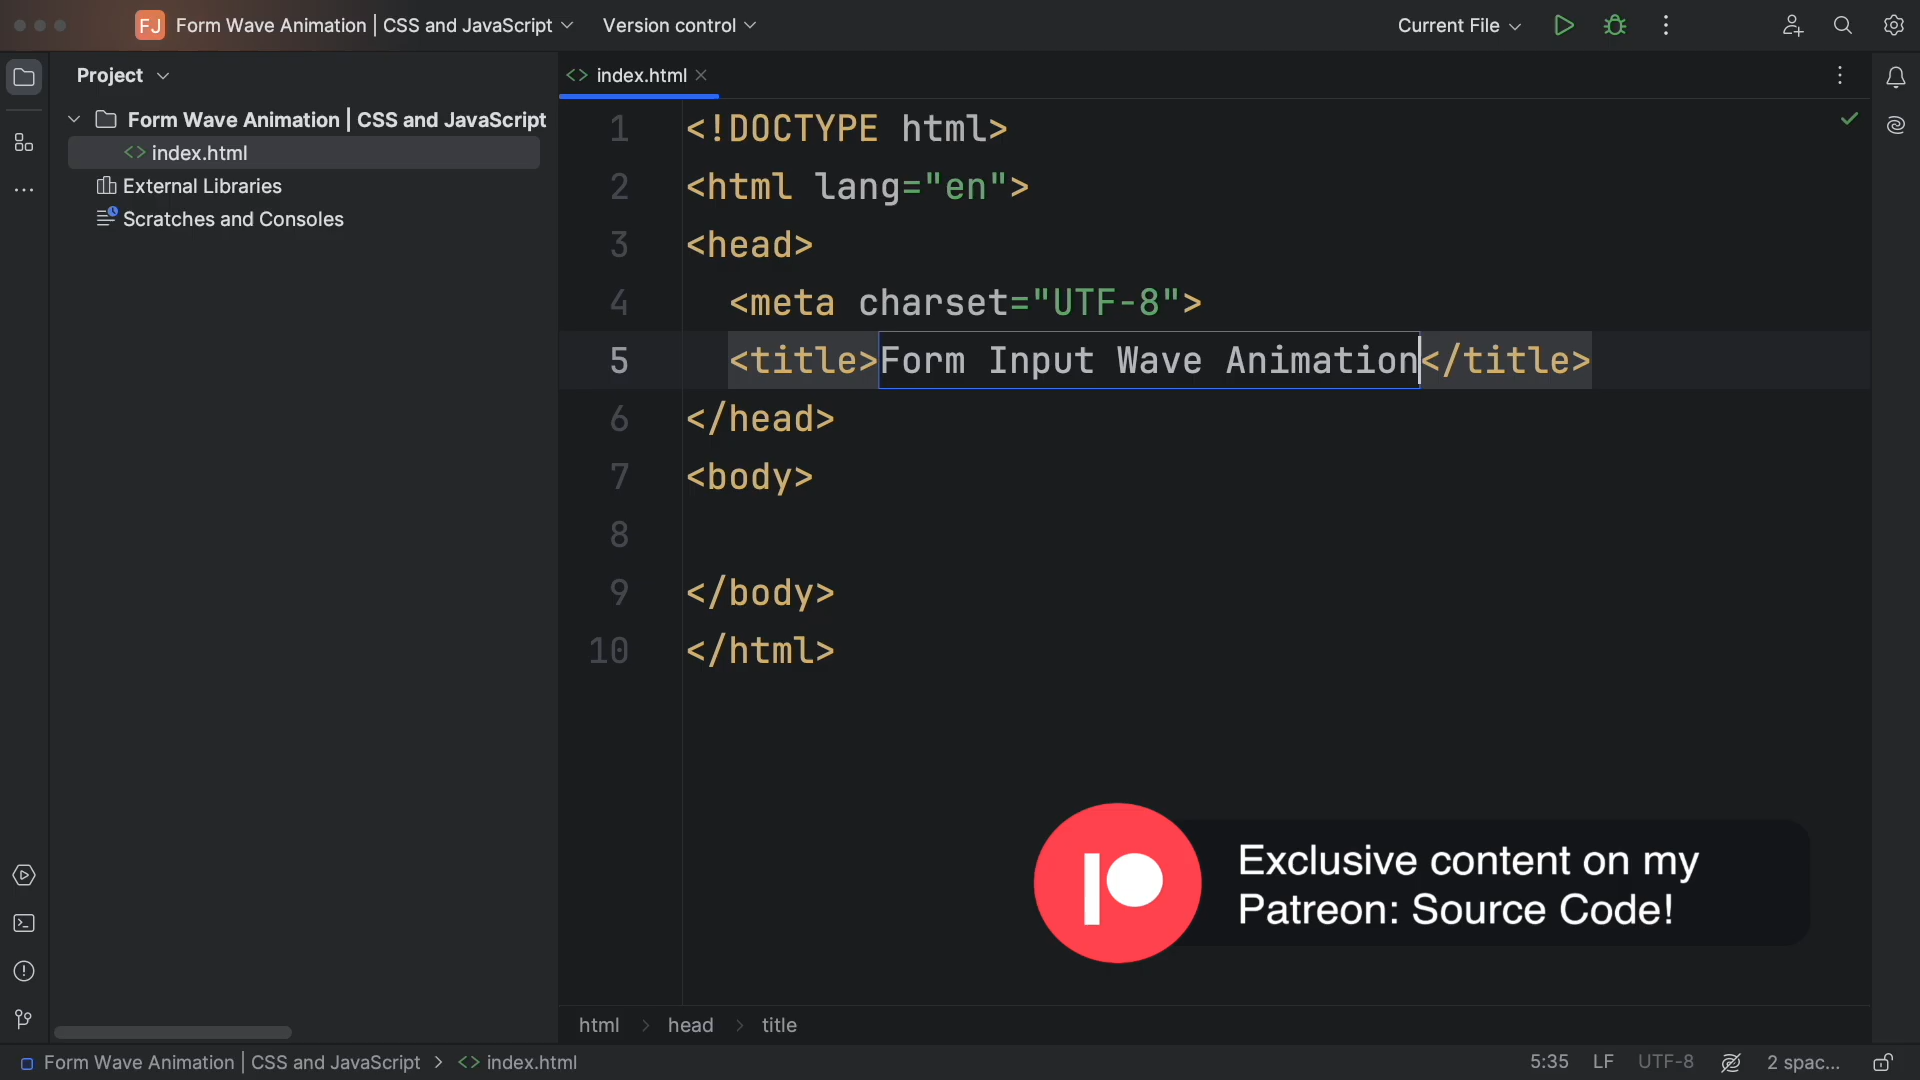 FJ Form Wave Animation | CSS and JavaScript Version control Current File
Project
Form Wave Animation | CSS and JavaScript
index.html
External Libraries
Scratches and Consoles
index.html
1 <!DOCTYPE html>
2 <html lang="en">
3 <head>
4 <meta charset="UTF-8">
5 <title>Form Input Wave Animation</title>
6 </head>
7 <body>
8
9 </body>
10 </html>
Exclusive content on my
Patreon: Source Code!
html > head > title
Form Wave Animation | CSS and JavaScript > index.html 5:35 LF UTF-8 2 spac...